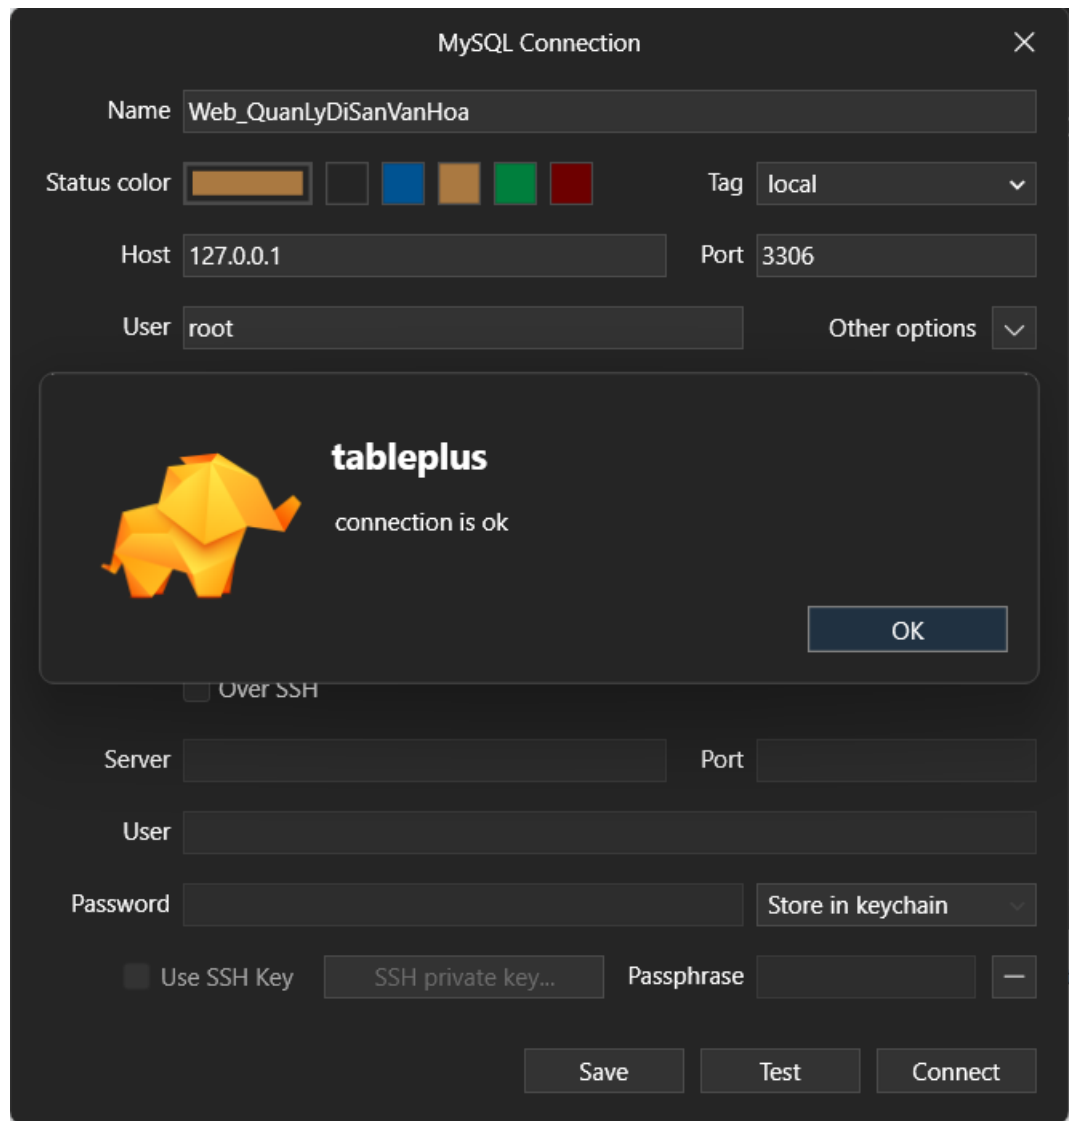 MySQL Connection
Name Web_QuanLyDiSanVanHoa
Status color Tag local
Host 127.0.0.1 Port 3306
User root Other options
tableplus
connection is ok
OK
Over SSH
Server Port
User
Password Store in keychain
Use SSH Key SSH private key... Passphrase
Save Test Connect